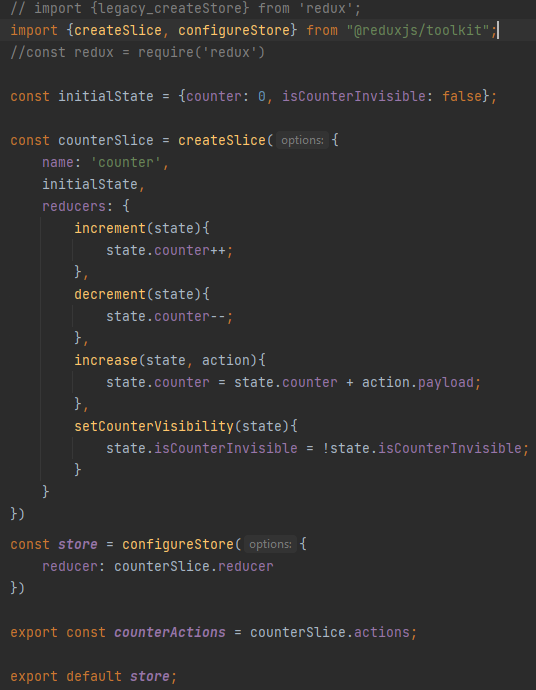 // import {legacy_createStore} from 'redux';
import {createSlice, configureStore} from "@reduxjs/toolkit";
//const redux = require('redux')

const initialState = {counter: 0, isCounterInvisible: false};

const counterSlice = createSlice( options: {
    name: 'counter',
    initialState,
    reducers: {
        increment(state){
            state.counter++;
        },
        decrement(state){
            state.counter--;
        },
        increase(state, action){
            state.counter = state.counter + action.payload;
        },
        setCounterVisibility(state){
            state.isCounterInvisible = !state.isCounterInvisible;
        }
    }
})
const store = configureStore( options: {
    reducer: counterSlice.reducer
})

export const counterActions = counterSlice.actions;

export default store;